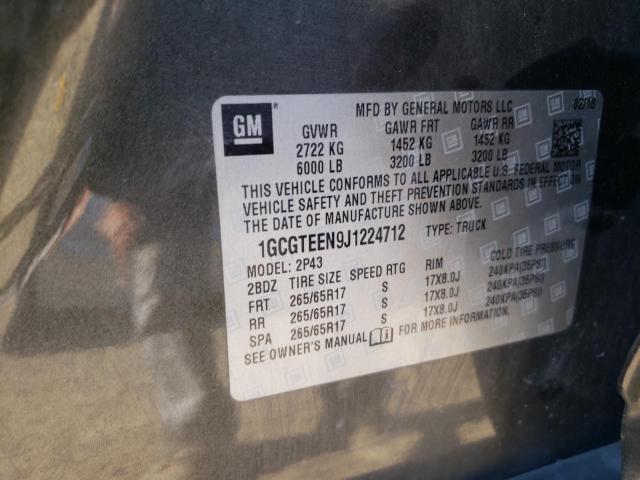 GM
MFD BY GENERAL MOTORS LLC 02/18
GVWR GAWR FRT GAWR RR
2722 KG 1452 KG 1452 KG
6000 LB 3200 LB 3200 LB
THIS VEHICLE CONFORMS TO ALL APPLICABLE U.S. FEDERAL MOTOR
VEHICLE SAFETY AND THEFT PREVENTION STANDARDS IN EFFECT ON
THE DATE OF MANUFACTURE SHOWN ABOVE.
1GCGTEEN9J1224712 TYPE: TRUCK
MODEL: 2P43
2BDZ TIRE SIZE SPEED RTG RIM COLD TIRE PRESSURE
FRT 265/65R17 S 17X8.0J 240KPA(35PSI)
RR 265/65R17 S 17X8.0J 240KPA(35PSI)
SPA 265/65R17 S 17X8.0J 240KPA(35PSI)
SEE OWNER'S MANUAL FOR MORE INFORMATION.